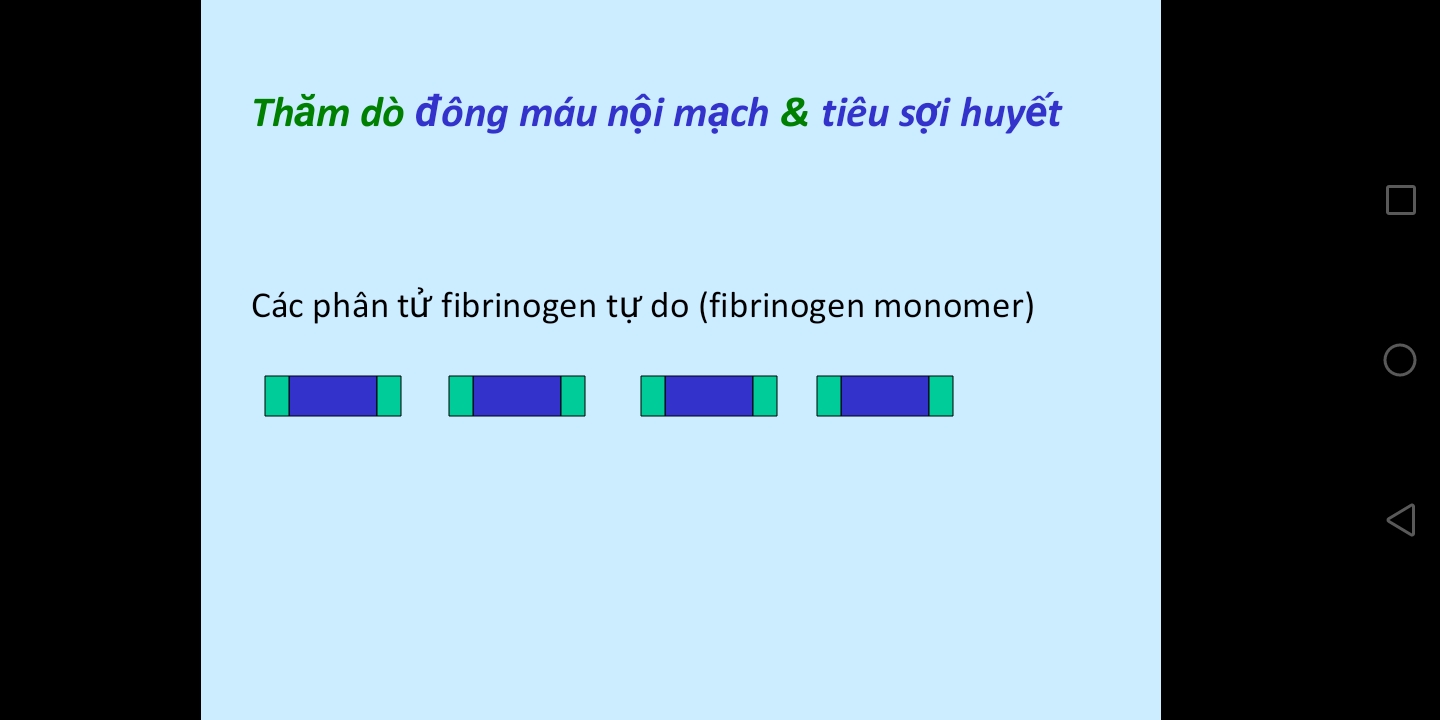 Thăm dò đông máu nội mạch & tiêu sợi huyết
Các phân tử fibrinogen tự do (fibrinogen monomer)